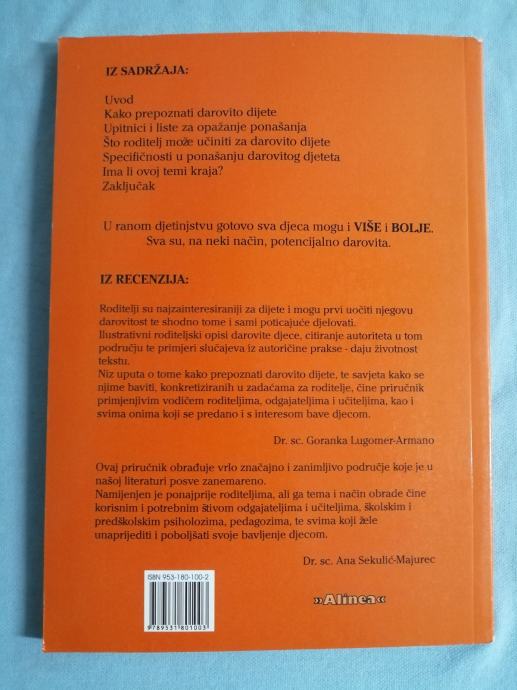 IZ SADRŽAJA:
Uvod
Kako prepoznati darovito dijete
Upitnici i liste za opažanje ponašanja
Što roditelj može učiniti za darovito dijete
Specifičnosti u ponašanju darovitog djeteta
Ima li ovoj temi kraja?
Zaključak
U ranom djetinjstvu gotovo sva djeca mogu i VIŠE i BOLJE.
Sva su, na neki način, potencijalno darovita.
IZ RECENZIJA:
Roditelji su najzainteresiraniji za dijete i mogu prvi uočiti njegovu
darovitost te shodno tome i sami poticajuće djelovati.
Ilustrativni roditeljski opisi darovite djece, citiranje autoriteta u tom
području te primjeri slučajeva iz autoričine prakse - daju životnost
tekstu.
Niz uputa o tome kako prepoznati darovito dijete, te savjeta kako se
njime baviti, konkretiziranih u zadaćama za roditelje, čine priručnik
primjenjivim vodičem roditeljima, odgajateljima i učiteljima, kao i
svima onima koji se predano i s interesom bave djecom.
Dr. sc. Goranka Lugomer-Armano
Ovaj priručnik obrađuje vrlo značajno i zanimljivo područje koje je u
našoj literaturi posve zanemareno.
Namijenjen je ponajprije roditeljima, ali ga tema i način obrade čine
korisnim i potrebnim štivom odgajateljima i učiteljima, školskim i
predškolskim psiholozima, pedagozima, te svima koji žele
unaprijediti i poboljšati svoje bavljenje djecom.
Dr. sc. Ana Sekulić-Majurec
ISBN 953-180-100-2
9789531801003
»Alinea«